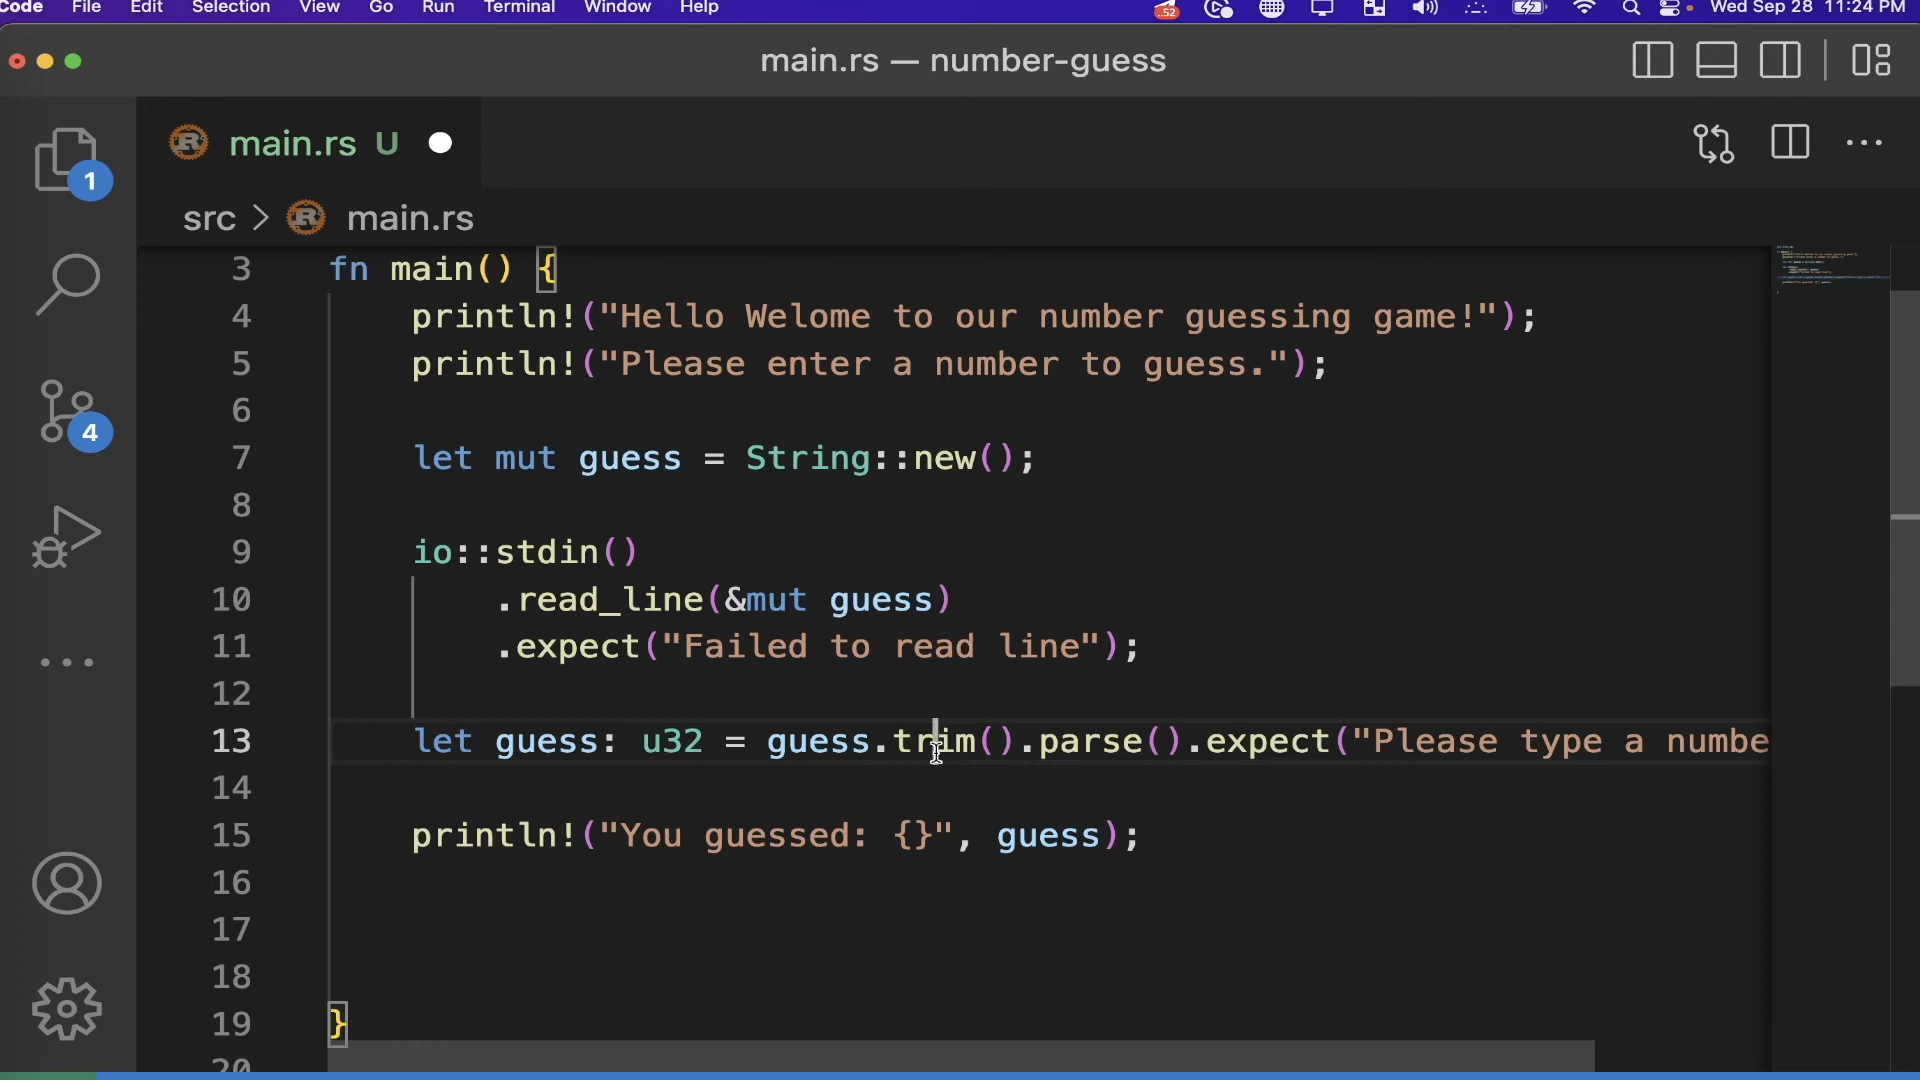 Code File Edit Selection View Go Run Terminal Window Help .52 Wed Sep 28 11:24 PM
main.rs — number-guess
main.rs U
1
src > main.rs
3 fn main() {
4 println!("Hello Welome to our number guessing game!");
5 println!("Please enter a number to guess.");
6
7 let mut guess = String::new();
8
9 io::stdin()
10 .read_line(&mut guess)
11 .expect("Failed to read line");
12
13 let guess: u32 = guess.trim().parse().expect("Please type a numbe
14
15 println!("You guessed: {}", guess);
16
17
18
19 }
20
4